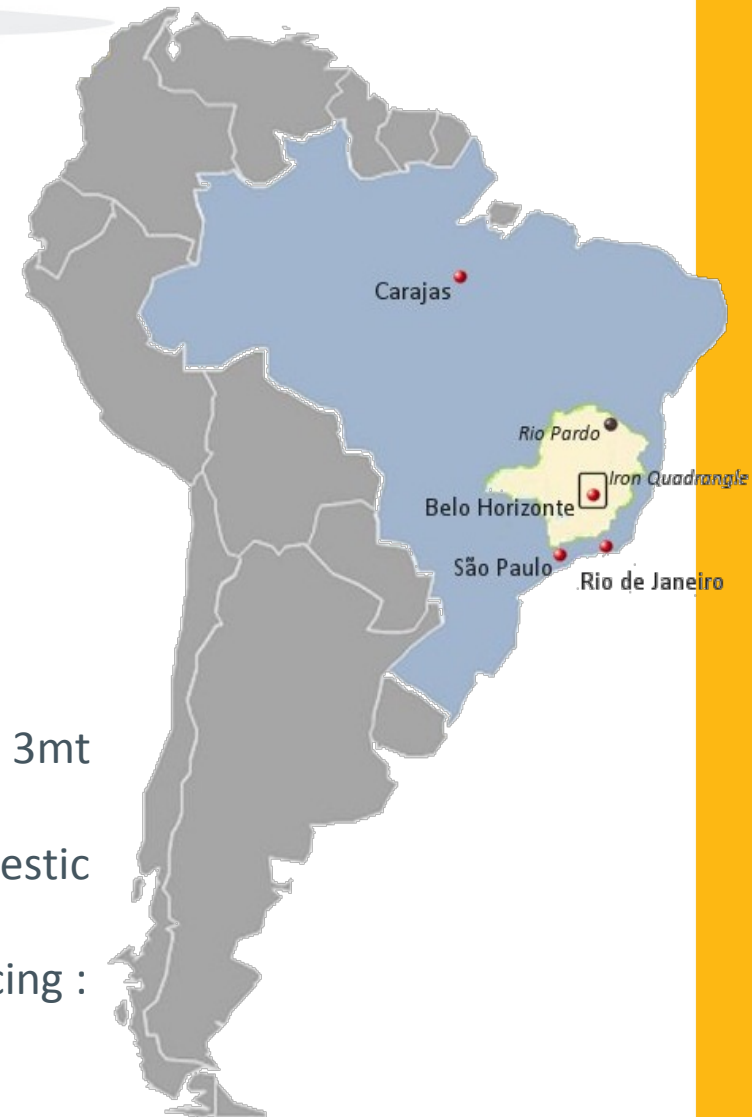 Carajas
Rio Pardo
Iron Quadrangle
Belo Horizonte
São Paulo
Rio de Janeiro
3mt
estic
cing :